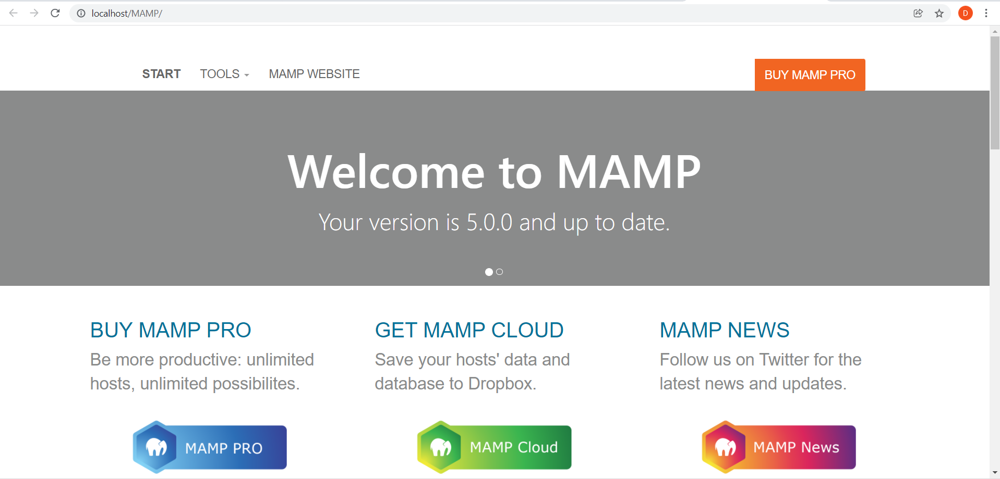 localhost/MAMP/
D
START TOOLS MAMP WEBSITE
BUY MAMP PRO
Welcome to MAMP
Your version is 5.0.0 and up to date.
BUY MAMP PRO
Be more productive: unlimited
hosts, unlimited possibilites.
MAMP PRO
GET MAMP CLOUD
Save your hosts' data and
database to Dropbox.
MAMP Cloud
MAMP NEWS
Follow us on Twitter for the
latest news and updates.
MAMP News